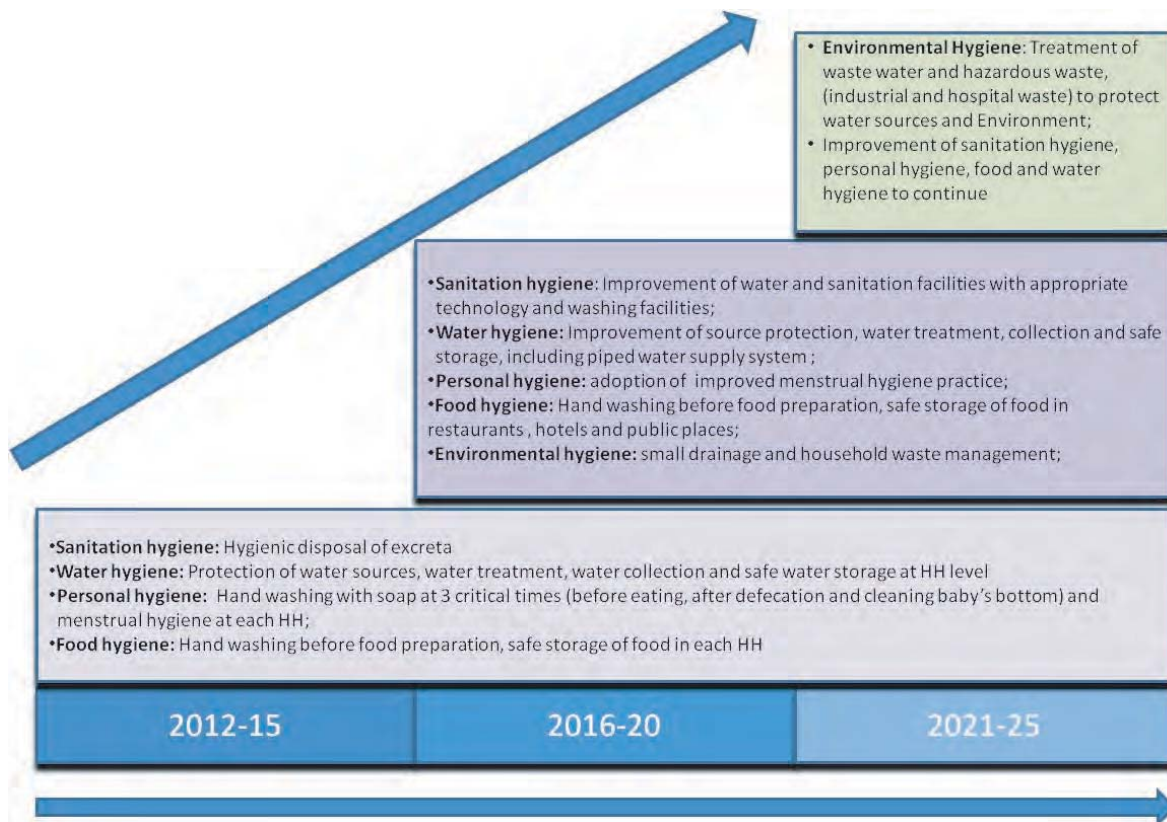 • Environmental Hygiene: Treatment of
waste water and hazardous waste,
(industrial and hospital waste) to protect
water sources and Environment;
• Improvement of sanitation hygiene,
personal hygiene, food and water
hygiene to continue
•Sanitation hygiene: Improvement of water and sanitation facilities with appropriate
technology and washing facilities;
•Water hygiene: Improvement of source protection, water treatment, collection and safe
storage, including piped water supply system ;
•Personal hygiene: adoption of improved menstrual hygiene practice;
•Food hygiene: Hand washing before food preparation, safe storage of food in
restaurants , hotels and public places;
•Environmental hygiene: small drainage and household waste management;
•Sanitation hygiene: Hygienic disposal of excreta
•Water hygiene: Protection of water sources, water treatment, water collection and safe water storage at HH level
•Personal hygiene: Hand washing with soap at 3 critical times (before eating, after defecation and cleaning baby's bottom) and
menstrual hygiene at each HH;
•Food hygiene: Hand washing before food preparation, safe storage of food in each HH
2012-15
2016-20
2021-25